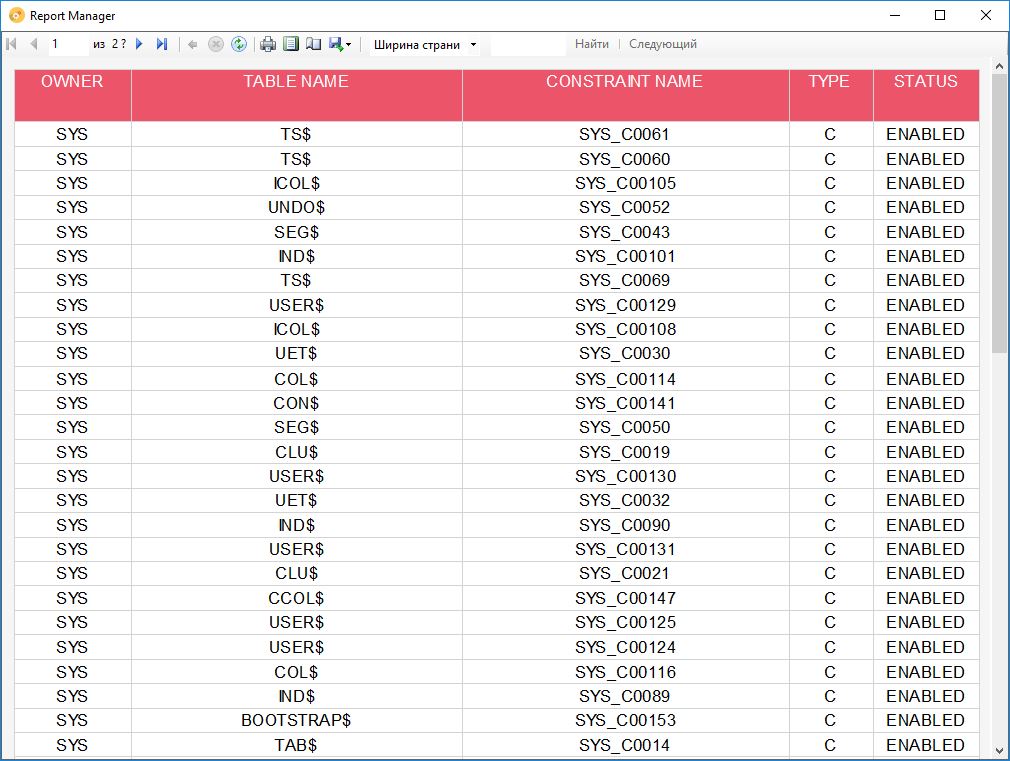 Report Manager
1 из 2 ? Ширина страни Найти Следующий
OWNER TABLE NAME CONSTRAINT NAME TYPE STATUS
SYS TS$ SYS_C0061 C ENABLED
SYS TS$ SYS_C0060 C ENABLED
SYS ICOL$ SYS_C00105 C ENABLED
SYS UNDO$ SYS_C0052 C ENABLED
SYS SEG$ SYS_C0043 C ENABLED
SYS IND$ SYS_C00101 C ENABLED
SYS TS$ SYS_C0069 C ENABLED
SYS USER$ SYS_C00129 C ENABLED
SYS ICOL$ SYS_C00108 C ENABLED
SYS UET$ SYS_C0030 C ENABLED
SYS COL$ SYS_C00114 C ENABLED
SYS CON$ SYS_C00141 C ENABLED
SYS SEG$ SYS_C0050 C ENABLED
SYS CLU$ SYS_C0019 C ENABLED
SYS USER$ SYS_C00130 C ENABLED
SYS UET$ SYS_C0032 C ENABLED
SYS IND$ SYS_C0090 C ENABLED
SYS USER$ SYS_C00131 C ENABLED
SYS CLU$ SYS_C0021 C ENABLED
SYS CCOL$ SYS_C00147 C ENABLED
SYS USER$ SYS_C00125 C ENABLED
SYS USER$ SYS_C00124 C ENABLED
SYS COL$ SYS_C00116 C ENABLED
SYS IND$ SYS_C0089 C ENABLED
SYS BOOTSTRAP$ SYS_C00153 C ENABLED
SYS TAB$ SYS_C0014 C ENABLED